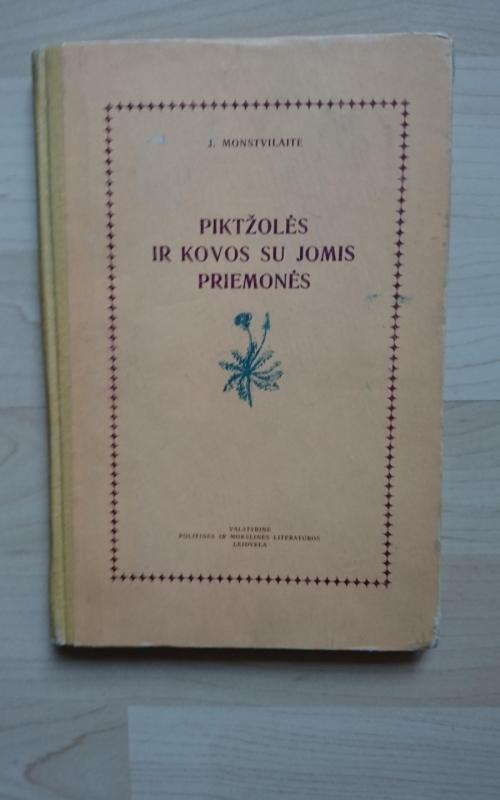 J. MONSTVILAITĖ
PIKTŽOLĖS
IR KOVOS SU JOMIS
PRIEMONĖS
VALSTYBINĖ
POLITINĖS IR MOKSLINĖS LITERATŪROS
LEIDYKLA